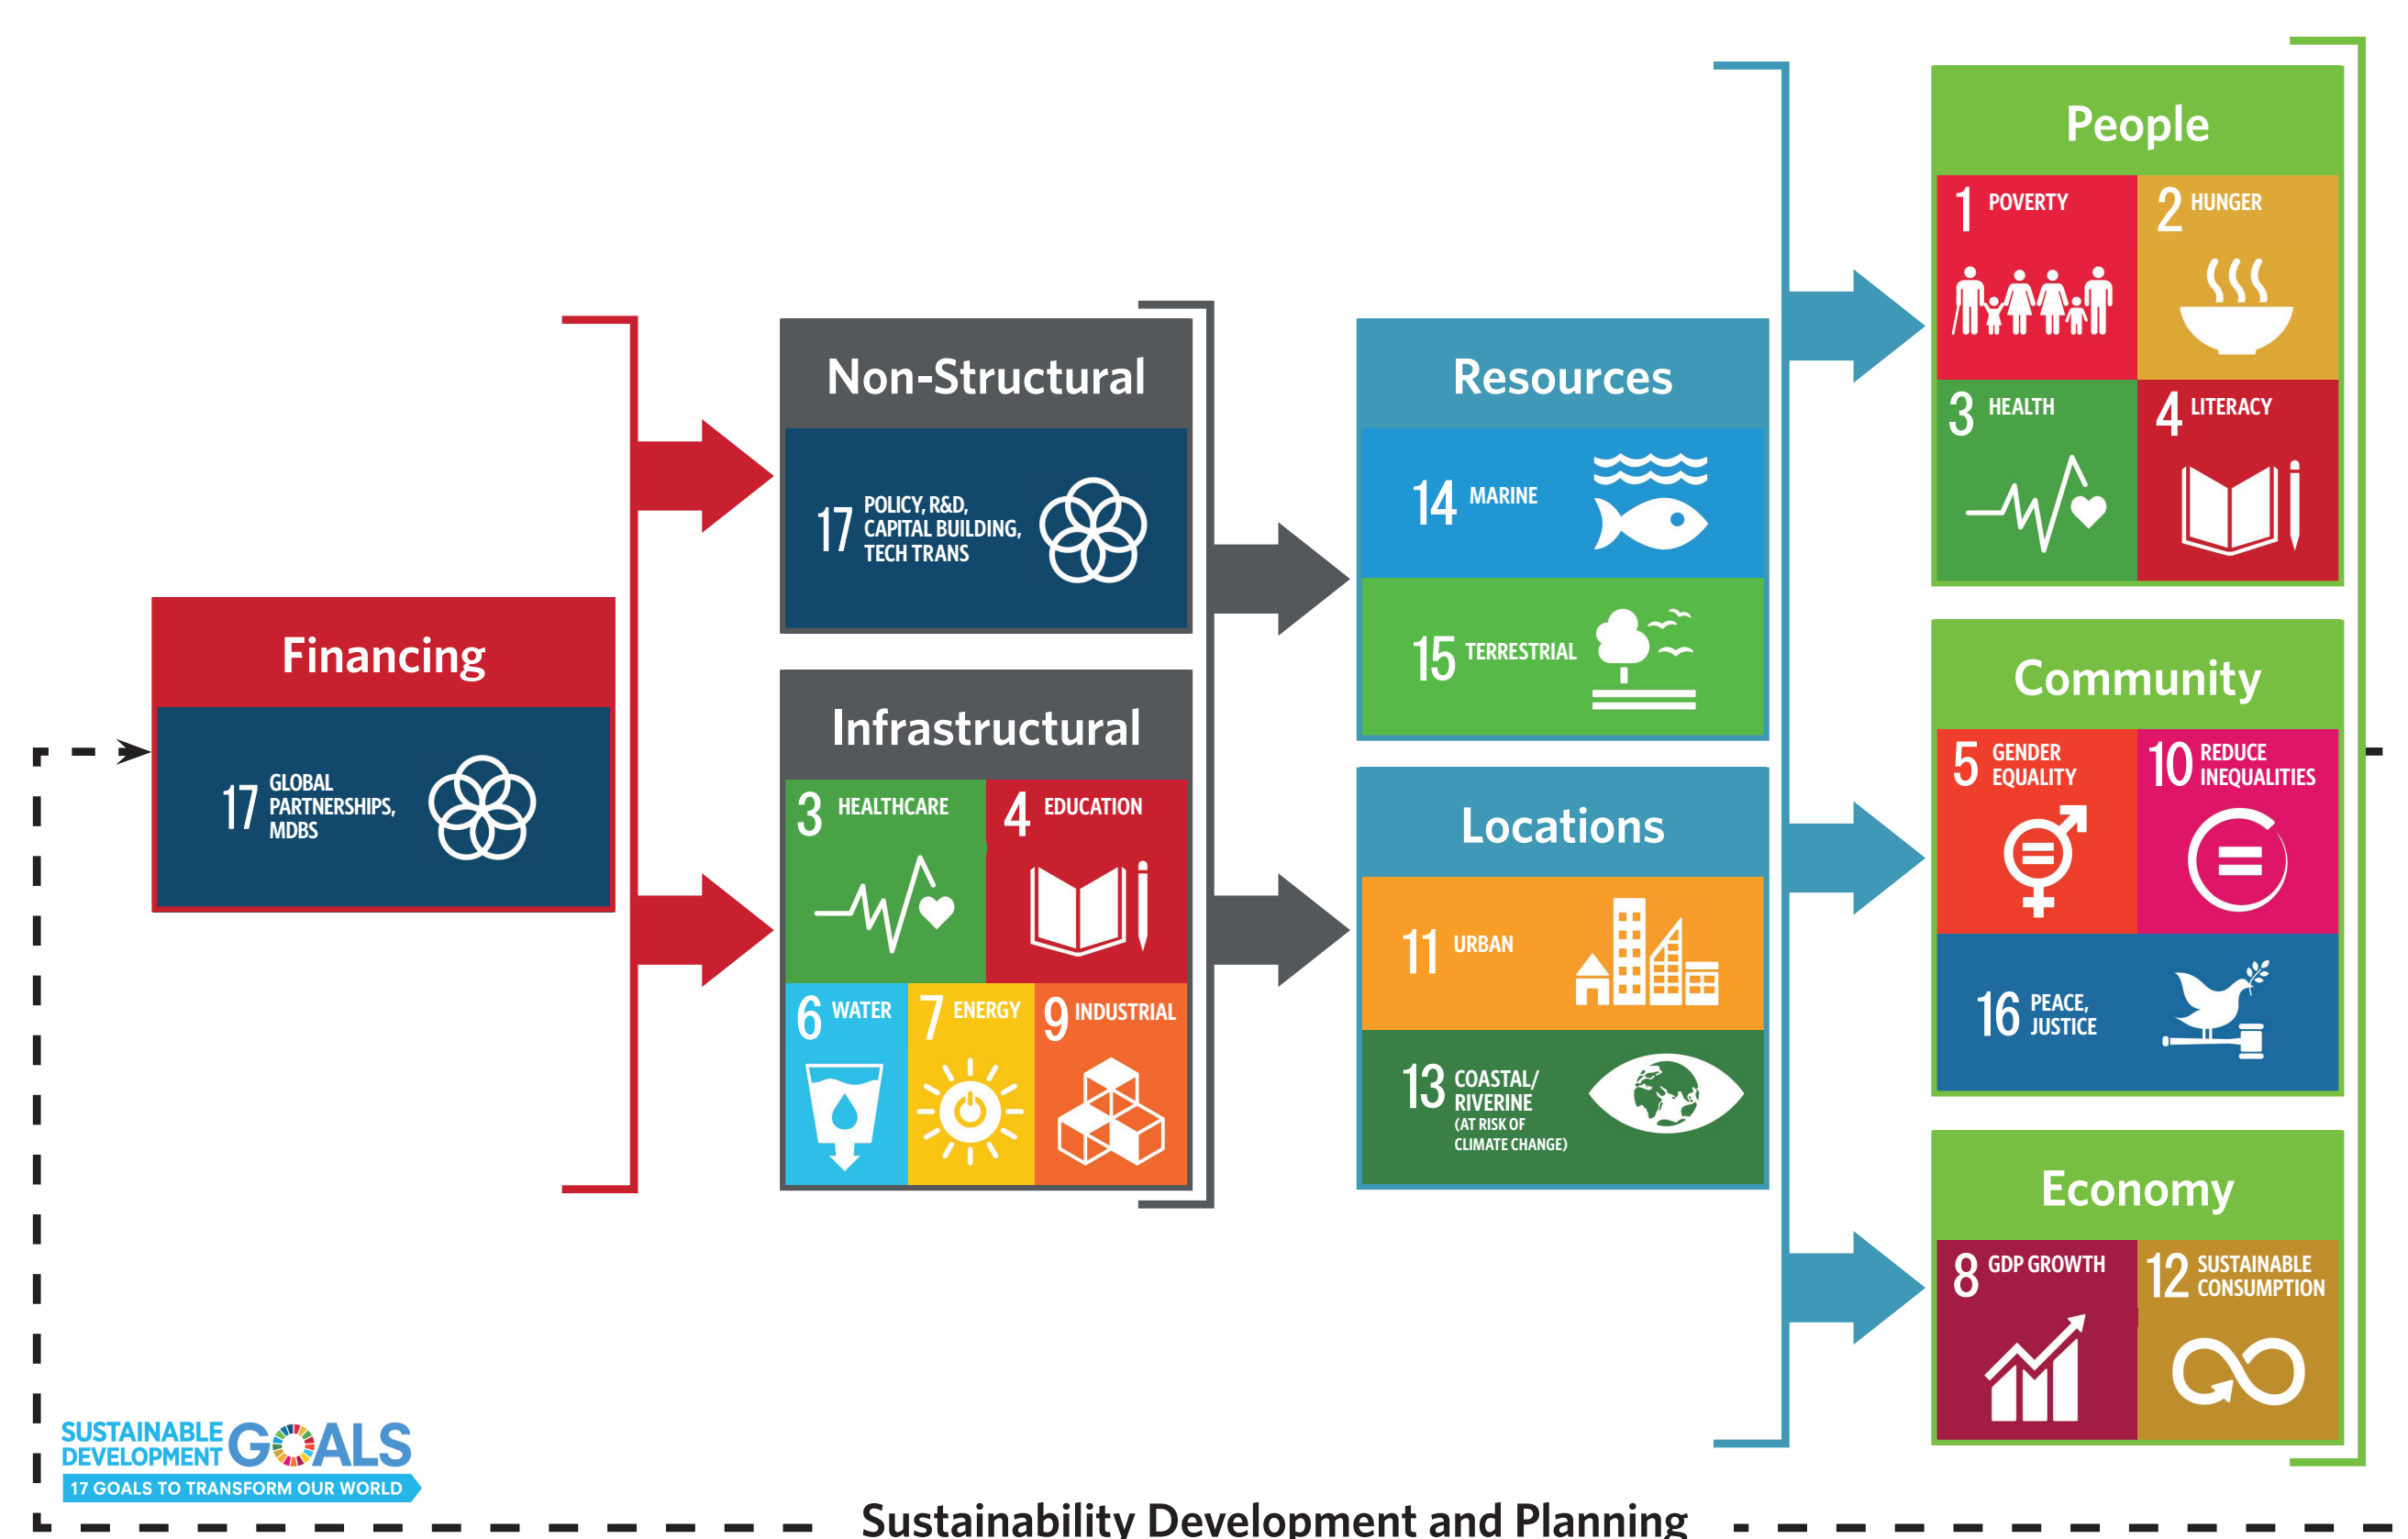 Financing
17
GLOBAL
PARTNERSHIPS,
MDBS
Non-Structural
17
POLICY, R&D,
CAPITAL BUILDING,
TECH TRANS
Infrastructural
3 HEALTHCARE
4 EDUCATION
6 WATER
7 ENERGY
9 INDUSTRIAL
Resources
14 MARINE
15 TERRESTRIAL
Locations
11 URBAN
13 COASTAL/
RIVERINE
(AT RISK OF
CLIMATE CHANGE)
People
1 POVERTY
2 HUNGER
3 HEALTH
4 LITERACY
Community
5 GENDER
EQUALITY
10 REDUCE
INEQUALITIES
16 PEACE,
JUSTICE
Economy
8 GDP GROWTH
12 SUSTAINABLE
CONSUMPTION
SUSTAINABLE
DEVELOPMENT
GOALS
17 GOALS TO TRANSFORM OUR WORLD
Sustainability Development and Planning